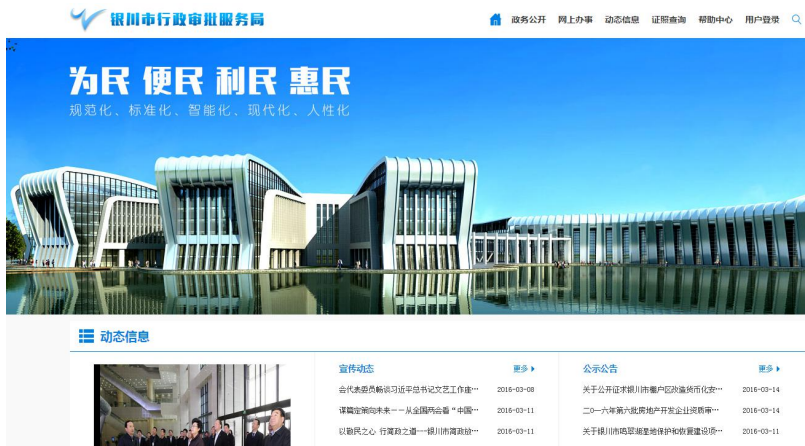 银川市行政审批服务局
政务公开 网上办事 动态信息 证照查询 帮助中心 用户登录
为民 便民 利民 惠民
规范化、标准化、智能化、现代化、人性化
动态信息
宣传动态 更多
会代表委员畅谈习近平总书记文艺工作座… 2016-03-08
谋篇定策向未来——从全国两会看“中国… 2016-03-11
以敬民之心 行简政之道---银川市简政放… 2016-03-11
公示公告 更多
关于公开征求银川市棚户区改造货币化安… 2016-03-14
二0一六年第六批房地产开发企业资质审… 2016-03-14
关于银川市鸣翠湖湿地保护和恢复建设项… 2016-03-11